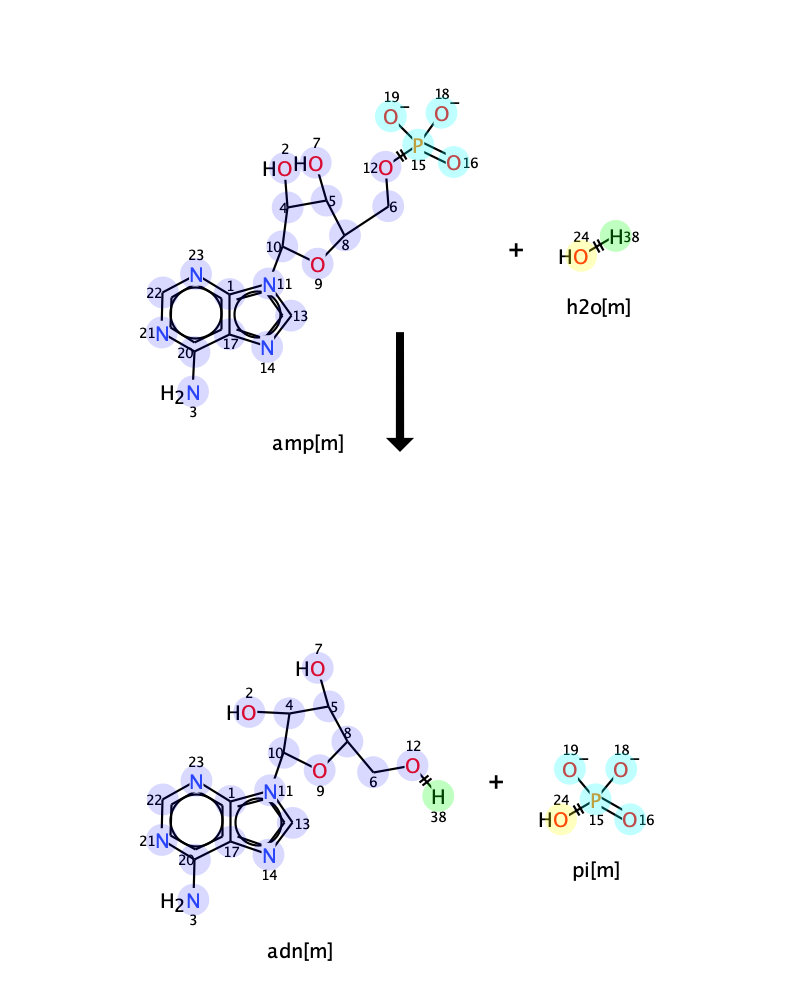 19 O− 18 O−
2 HO 7 HO P 15 O 16
12 O
4 5 6
10 8
+ 24 HO H 38
O 9
23 N 1 N 11
h2o[m]
22 13
21 N 17 N 14
20
H2N 3
amp[m]
7 HO
2 HO 4 5
8 12 O
10 O 9 6
+ 19 O− 18 O−
23 N 1 N 11 H 38
22 13
24 HO P 15 O 16
21 N 17 N 14
20
pi[m]
H2N 3
adn[m]